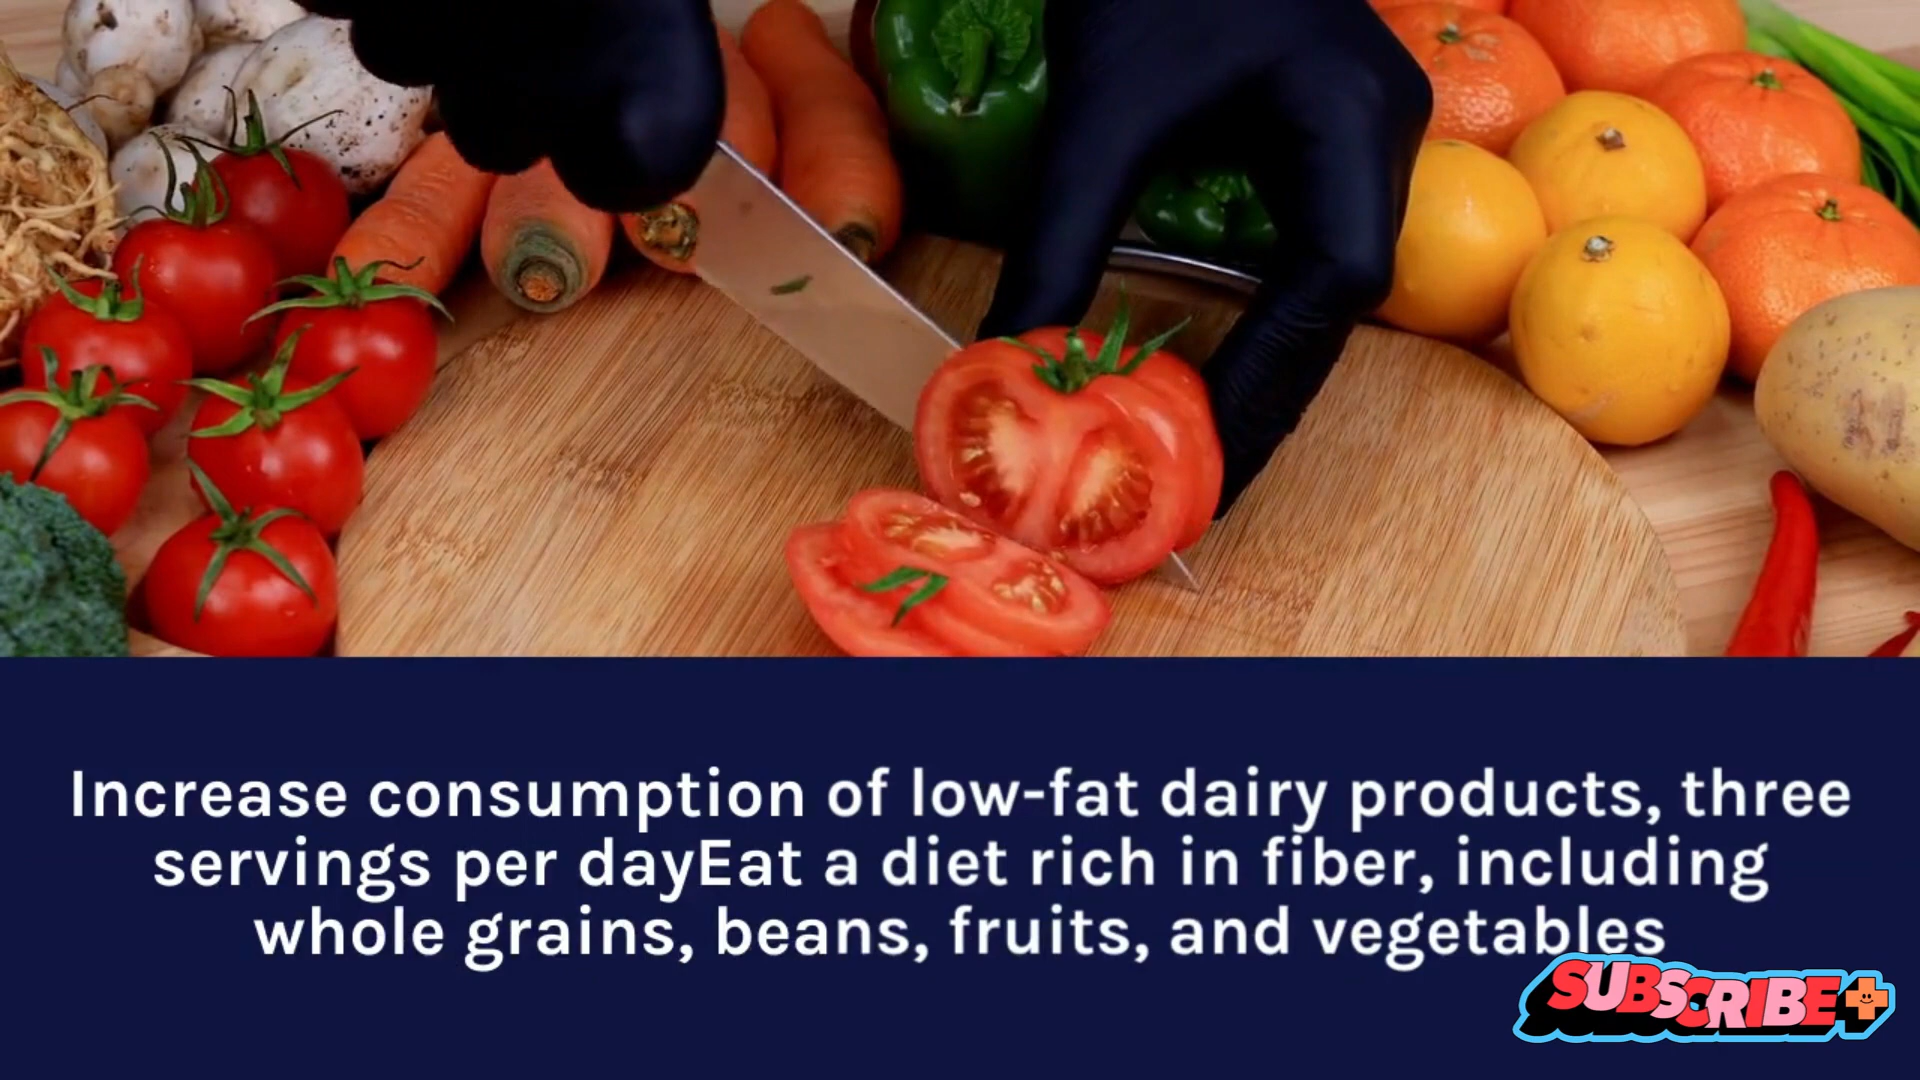 Increase consumption of low-fat dairy products, three
servings per dayEat a diet rich in fiber, including
whole grains, beans, fruits, and vegetables
SUBSCRIBE